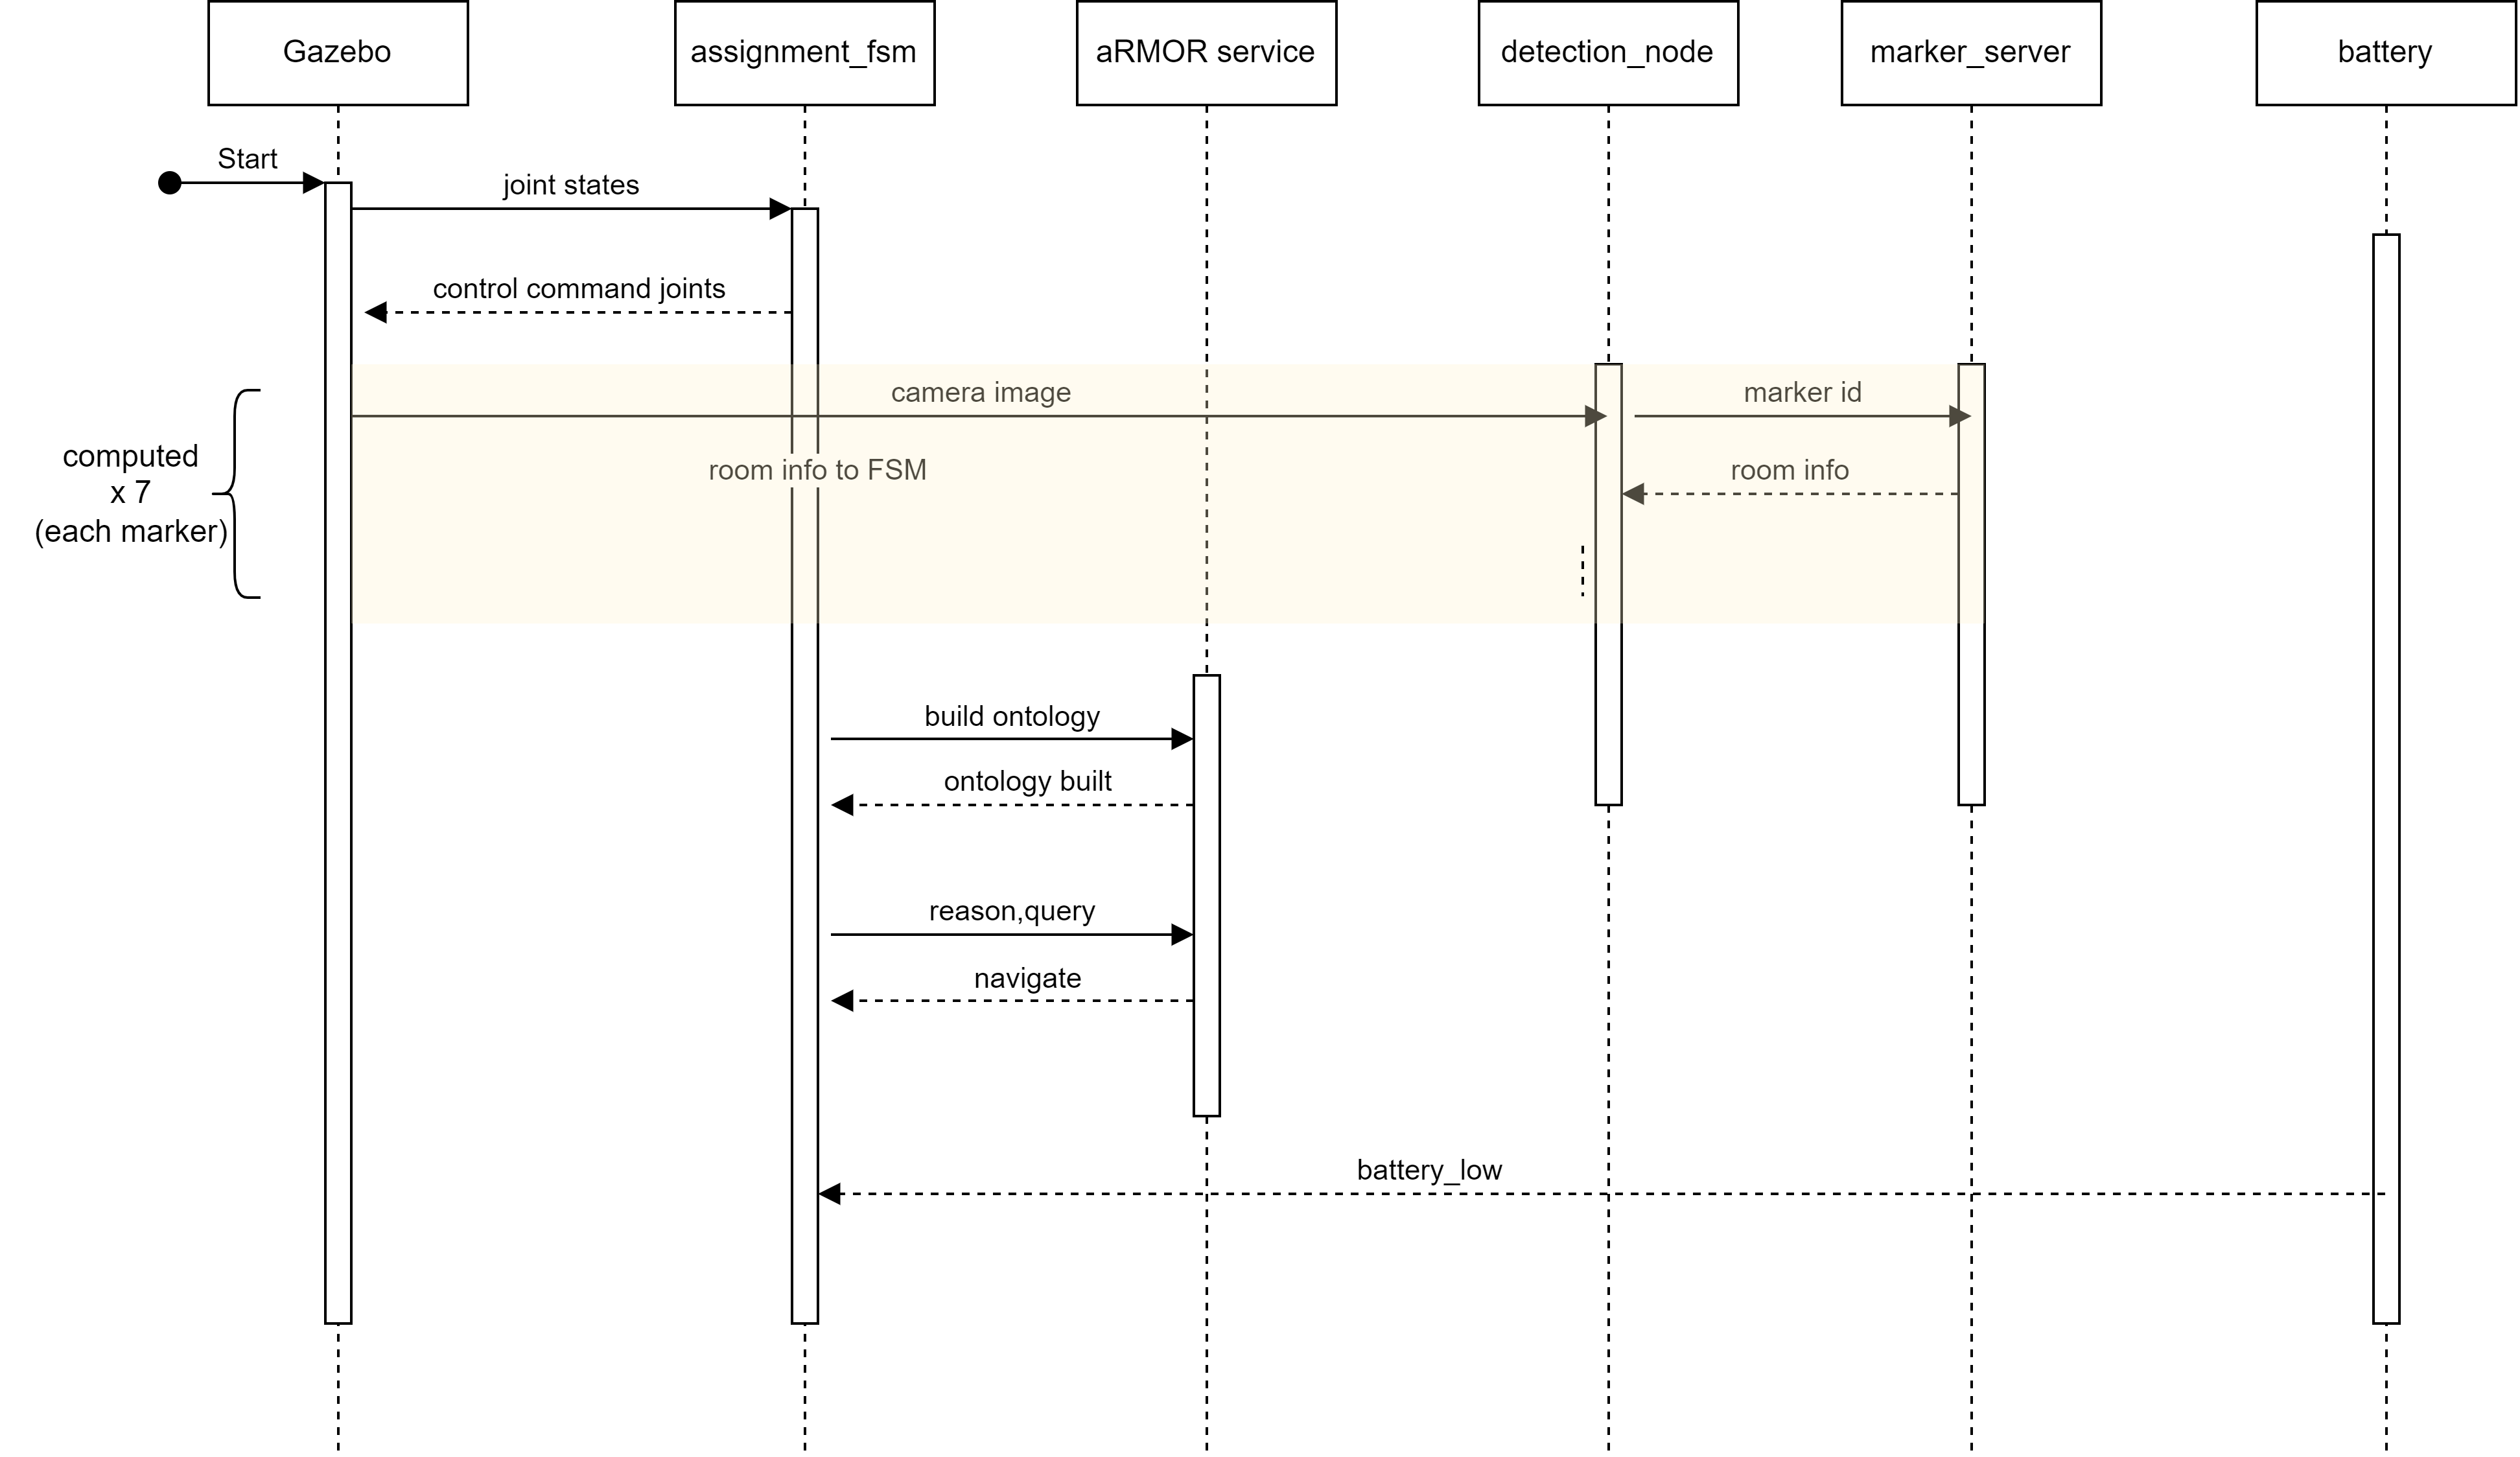 Gazebo
assignment_fsm
aRMOR service
detection_node
marker_server
battery
Start
joint states
control command joints
camera image
marker id
computed
x 7
(each marker)
room info to FSM
room info
build ontology
ontology built
reason,query
navigate
battery_low